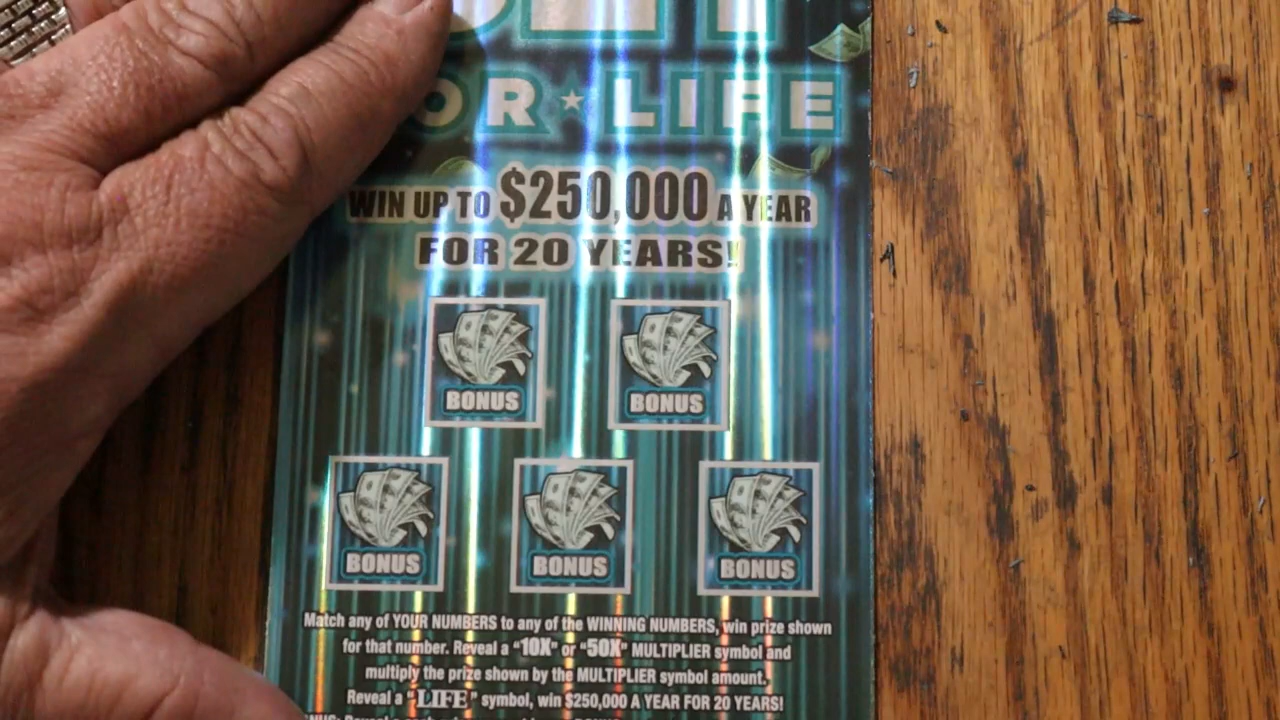 OR★LIFE
WIN UP TO $250,000 A YEAR
FOR 20 YEARS!
BONUS BONUS
BONUS BONUS BONUS
Match any of YOUR NUMBERS to any of the WINNING NUMBERS, win prize shown
for that number. Reveal a "10X" or "50X" MULTIPLIER symbol and
multiply the prize shown by the MULTIPLIER symbol amount.
Reveal a "LIFE" symbol, win $250,000 A YEAR FOR 20 YEARS!